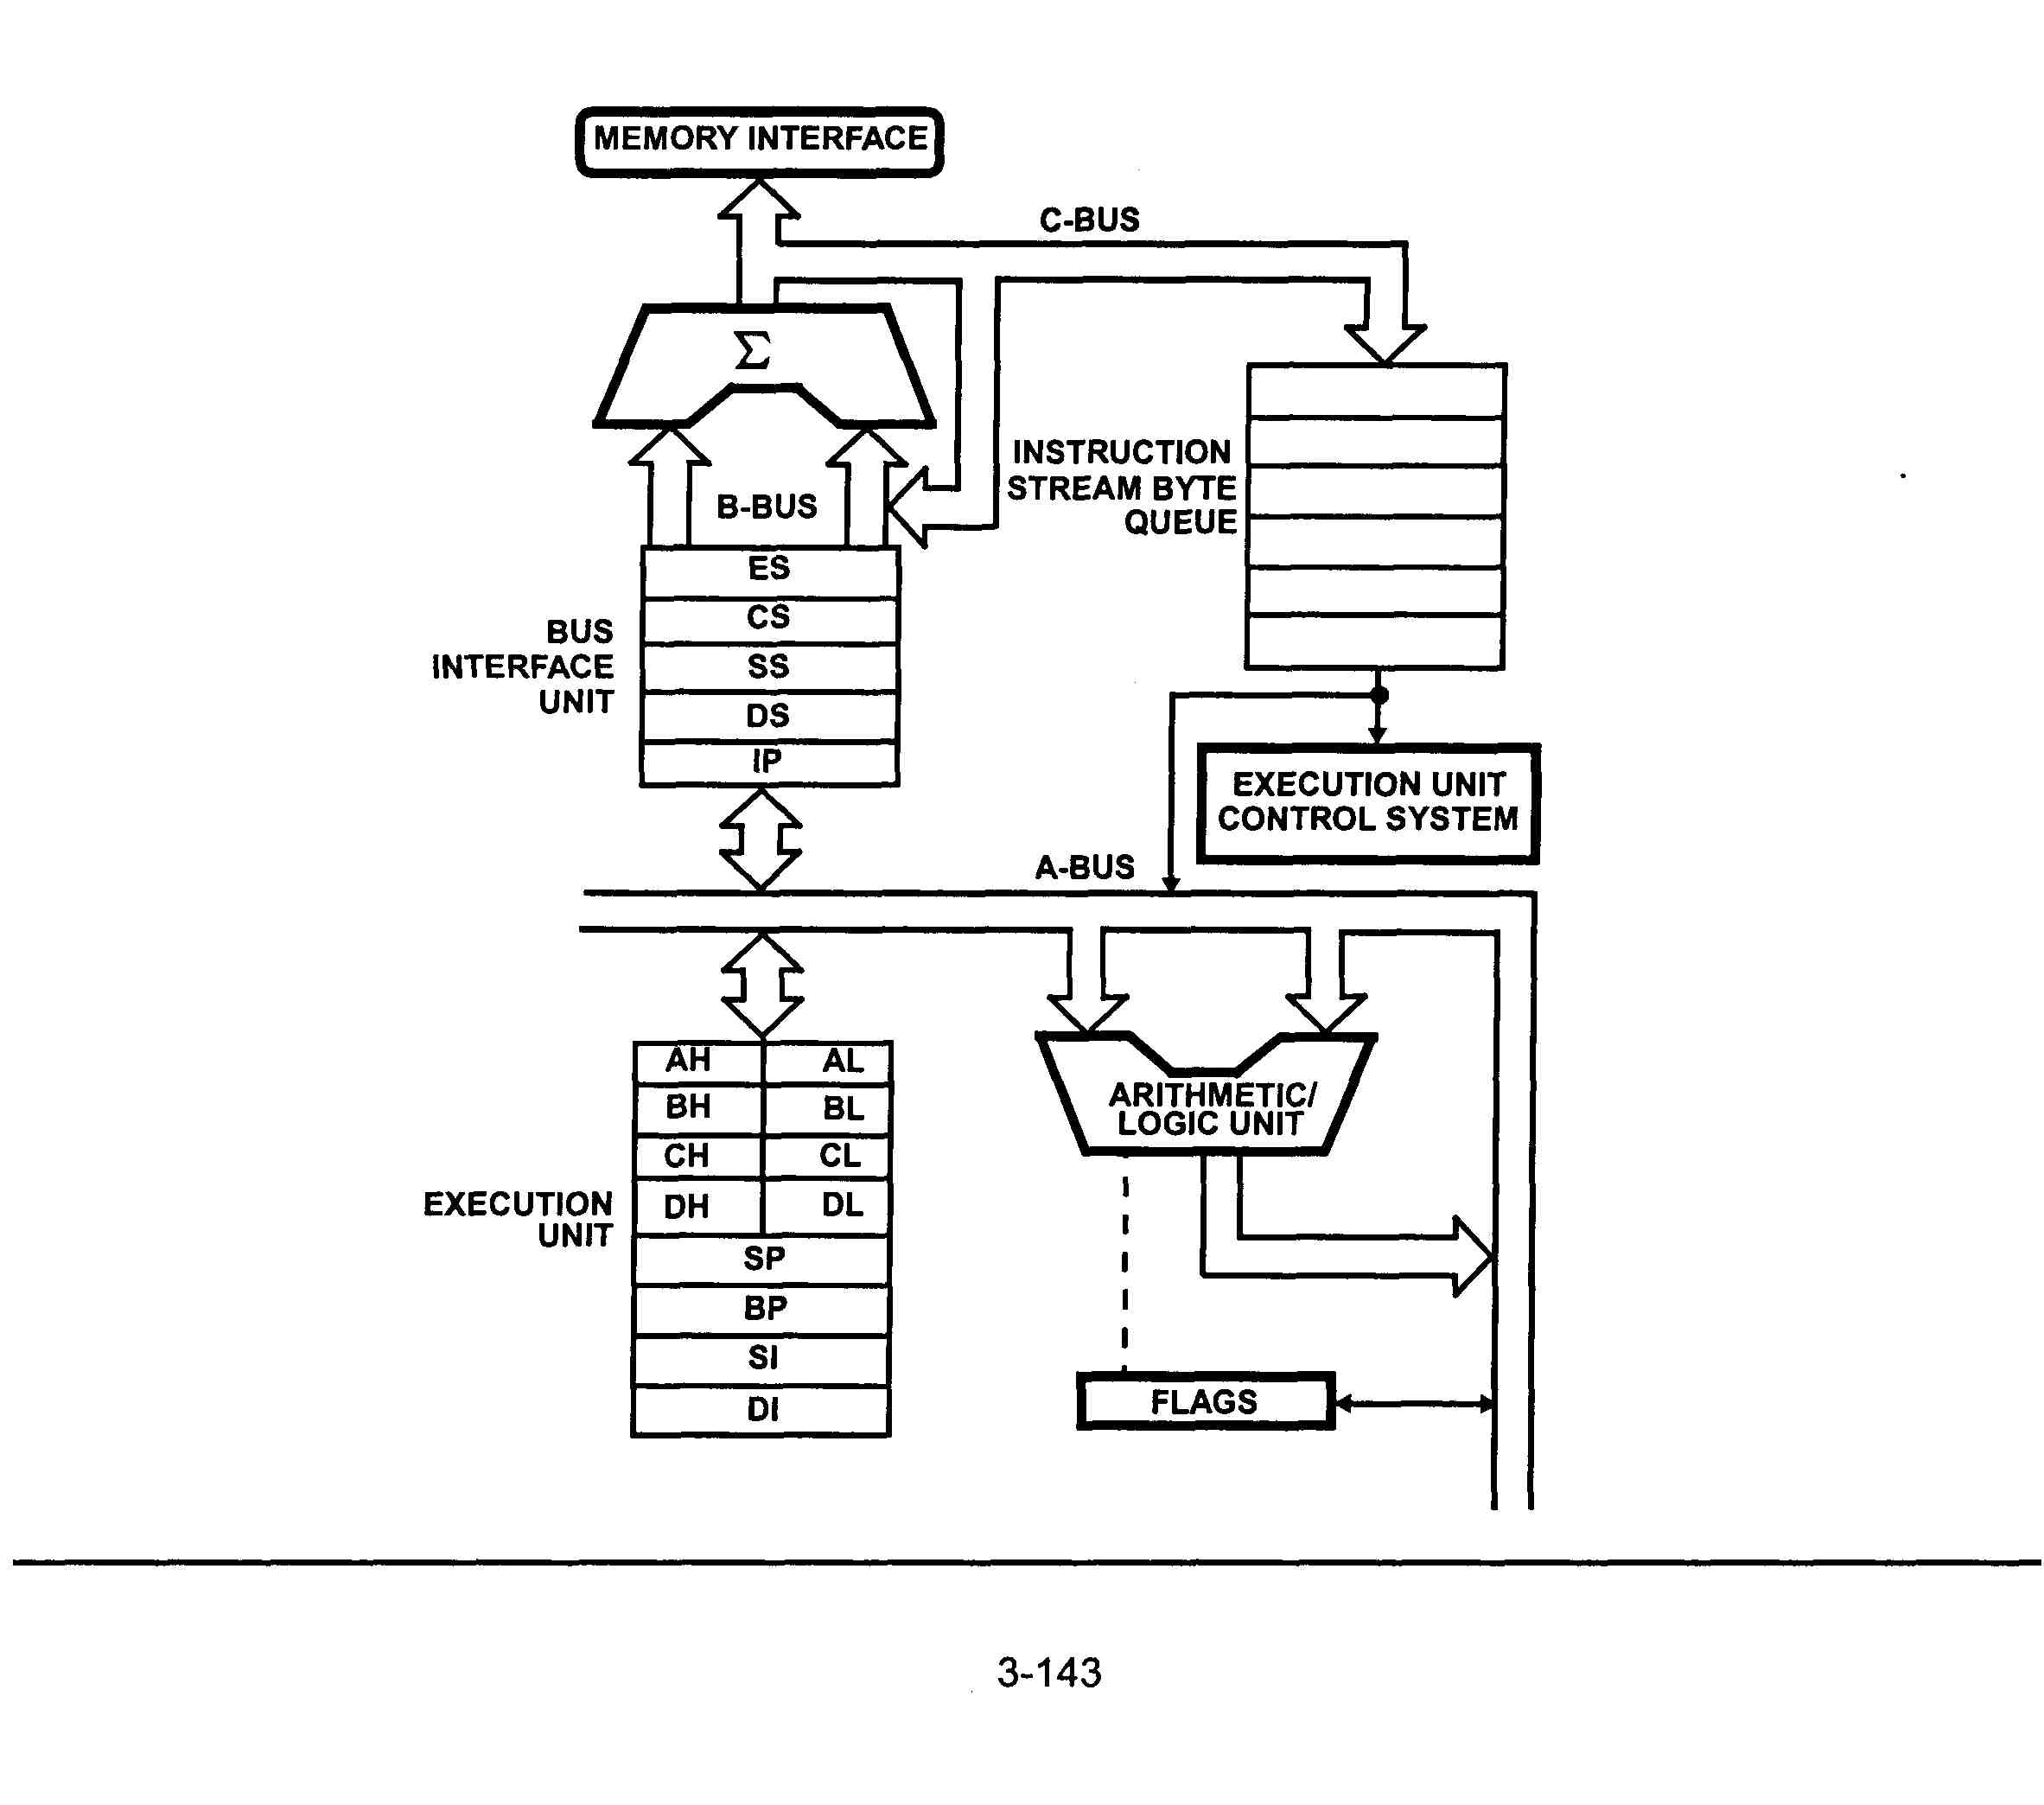 MEMORY INTERFACE
C-BUS
Σ
INSTRUCTION
STREAM BYTE
QUEUE
B-BUS
ES
CS
SS
DS
IP
BUS
INTERFACE
UNIT
EXECUTION UNIT
CONTROL SYSTEM
A-BUS
AH AL
BH BL
CH CL
DH DL
SP
BP
SI
DI
EXECUTION
UNIT
ARITHMETIC/
LOGIC UNIT
FLAGS
3-143